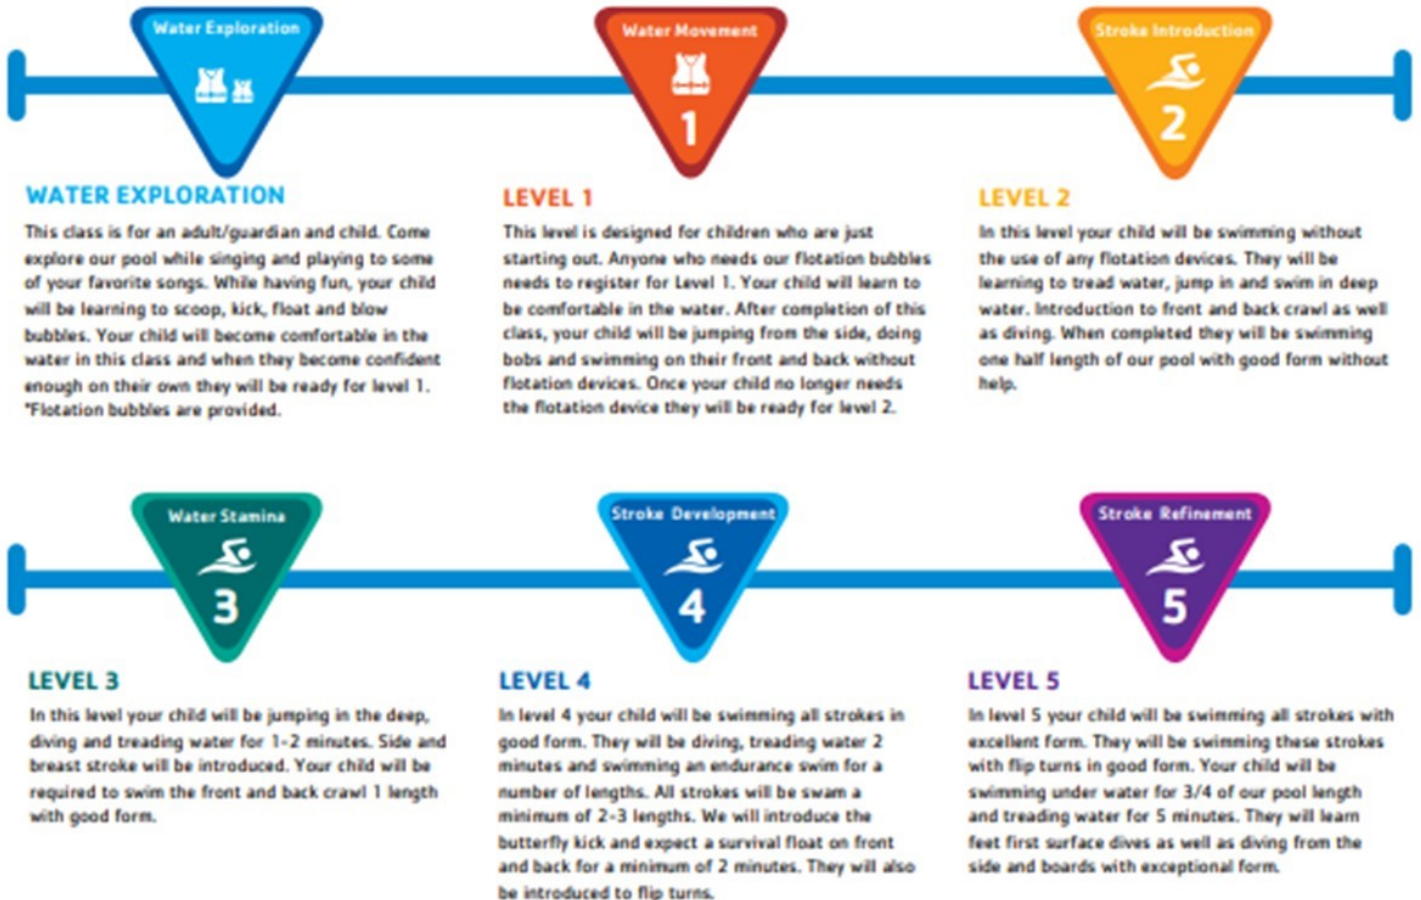 Water Exploration
Water Movement
1
Stroke Introduction
2
WATER EXPLORATION
This class is for an adult/guardian and child. Come
explore our pool while singing and playing to some
of your favorite songs. While having fun, your child
will be learning to scoop, kick, float and blow
bubbles. Your child will become comfortable in the
water in this class and when they become confident
enough on their own they will be ready for level 1.
*Flotation bubbles are provided.
LEVEL 1
This level is designed for children who are just
starting out. Anyone who needs our flotation bubbles
needs to register for Level 1. Your child will learn to
be comfortable in the water. After completion of this
class, your child will be jumping from the side, doing
bobs and swimming on their front and back without
flotation devices. Once your child no longer needs
the flotation device they will be ready for level 2.
LEVEL 2
In this level your child will be swimming without
the use of any flotation devices. They will be
learning to tread water, jump in and swim in deep
water. Introduction to front and back crawl as well
as diving. When completed they will be swimming
one half length of our pool with good form without
help.
Water Stamina
3
Stroke Development
4
Stroke Refinement
5
LEVEL 3
In this level your child will be jumping in the deep,
diving and treading water for 1-2 minutes. Side and
breast stroke will be introduced. Your child will be
required to swim the front and back crawl 1 length
with good form.
LEVEL 4
In level 4 your child will be swimming all strokes in
good form. They will be diving, treading water 2
minutes and swimming an endurance swim for a
number of lengths. All strokes will be swam a
minimum of 2-3 lengths. We will introduce the
butterfly kick and expect a survival float on front
and back for a minimum of 2 minutes. They will also
be introduced to flip turns.
LEVEL 5
In level 5 your child will be swimming all strokes with
excellent form. They will be swimming these strokes
with flip turns in good form. Your child will be
swimming under water for 3/4 of our pool length
and treading water for 5 minutes. They will learn
feet first surface dives as well as diving from the
side and boards with exceptional form.